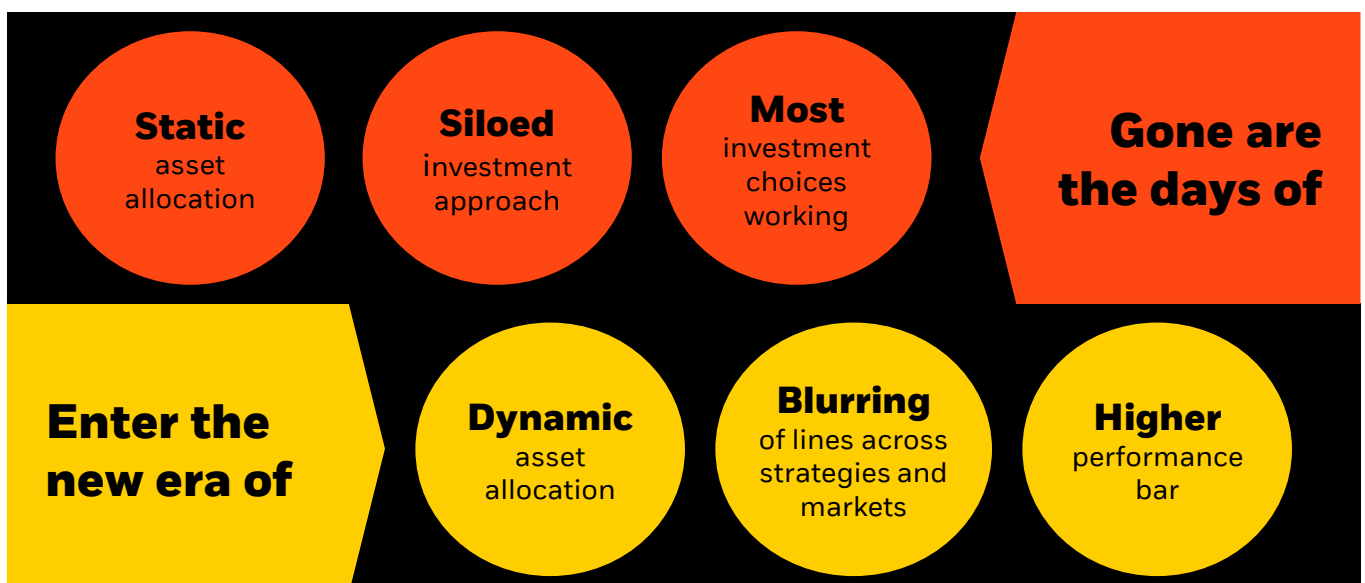 Static
asset
allocation
Siloed
investment
approach
Most
investment
choices
working
Gone are
the days of
Enter the
new era of
Dynamic
asset
allocation
Blurring
of lines across
strategies and
markets
Higher
performance
bar